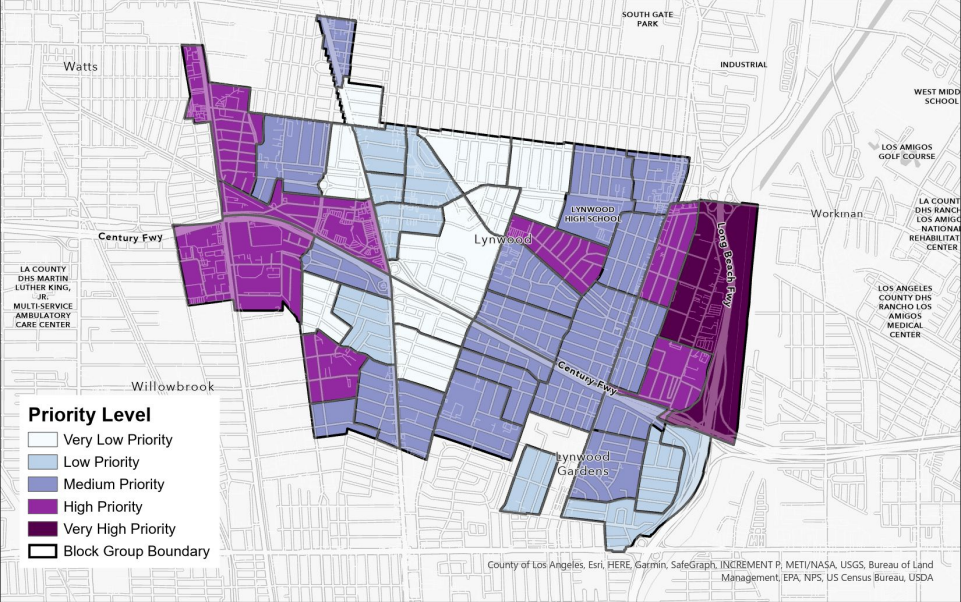 SOUTH GATE
PARK
Watts
INDUSTRIAL
WEST MIDD
SCHOOL
LOS AMIGOS
GOLF COURSE
LYNWOOD
HIGH SCHOOL
Workman
LA COUNT
DHS RANCH
LOS AMIGO
NATIONAL
REHABILITAT
CENTER
Century Fwy
Lynwood
Long Beach Fwy
LA COUNTY
DHS MARTIN
LUTHER KING,
JR.
MULTI-SERVICE
AMBULATORY
CARE CENTER
LOS ANGELES
COUNTY DHS
RANCHO LOS
AMIGOS
MEDICAL
CENTER
Century Fwy
Willowbrook
Lynwood
Gardens
Priority Level
Very Low Priority
Low Priority
Medium Priority
High Priority
Very High Priority
Block Group Boundary
County of Los Angeles, Esri, HERE, Garmin, SafeGraph, INCREMENT P, METI/NASA, USGS, Bureau of Land
Management, EPA, NPS, US Census Bureau, USDA